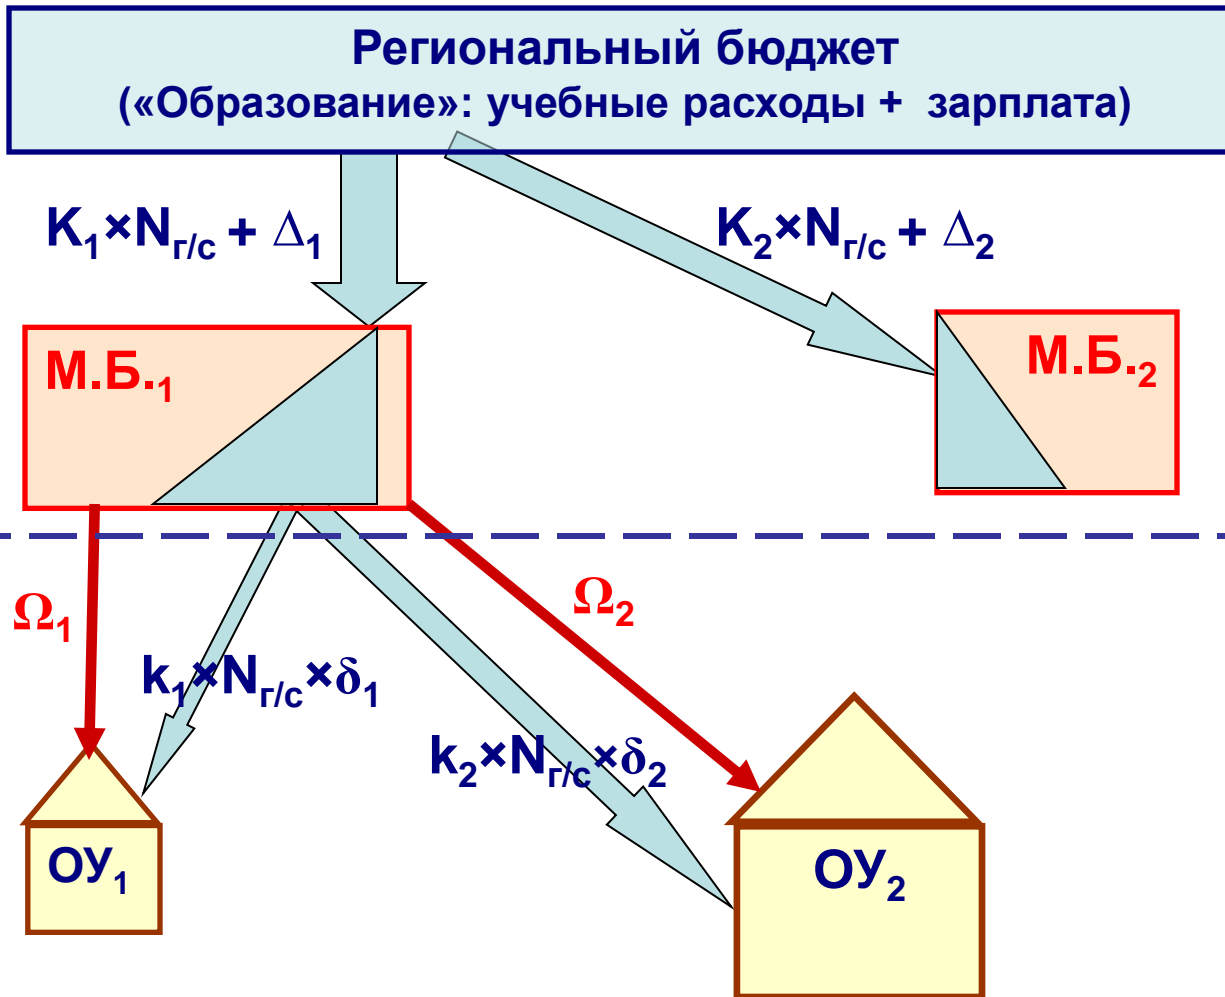 Региональный бюджет
(«Образование»: учебные расходы + зарплата)
K₁×Nг/с + Δ₁
K₂×Nг/с + Δ₂
М.Б.₁
М.Б.₂
Ω₁
Ω₂
k₁×Nг/с×δ₁
k₂×Nг/с×δ₂
ОУ₁
ОУ₂